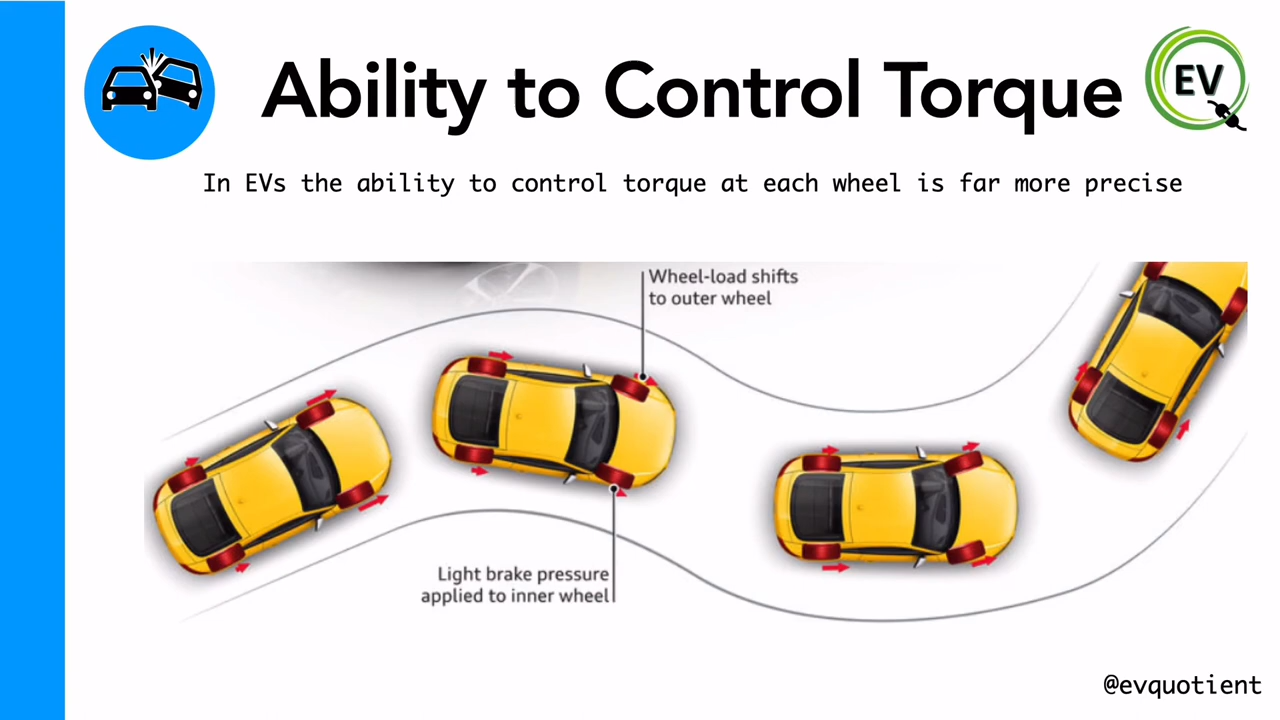 Ability to Control Torque
EV
In EVs the ability to control torque at each wheel is far more precise
Wheel-load shifts
to outer wheel
Light brake pressure
applied to inner wheel
@evquotient